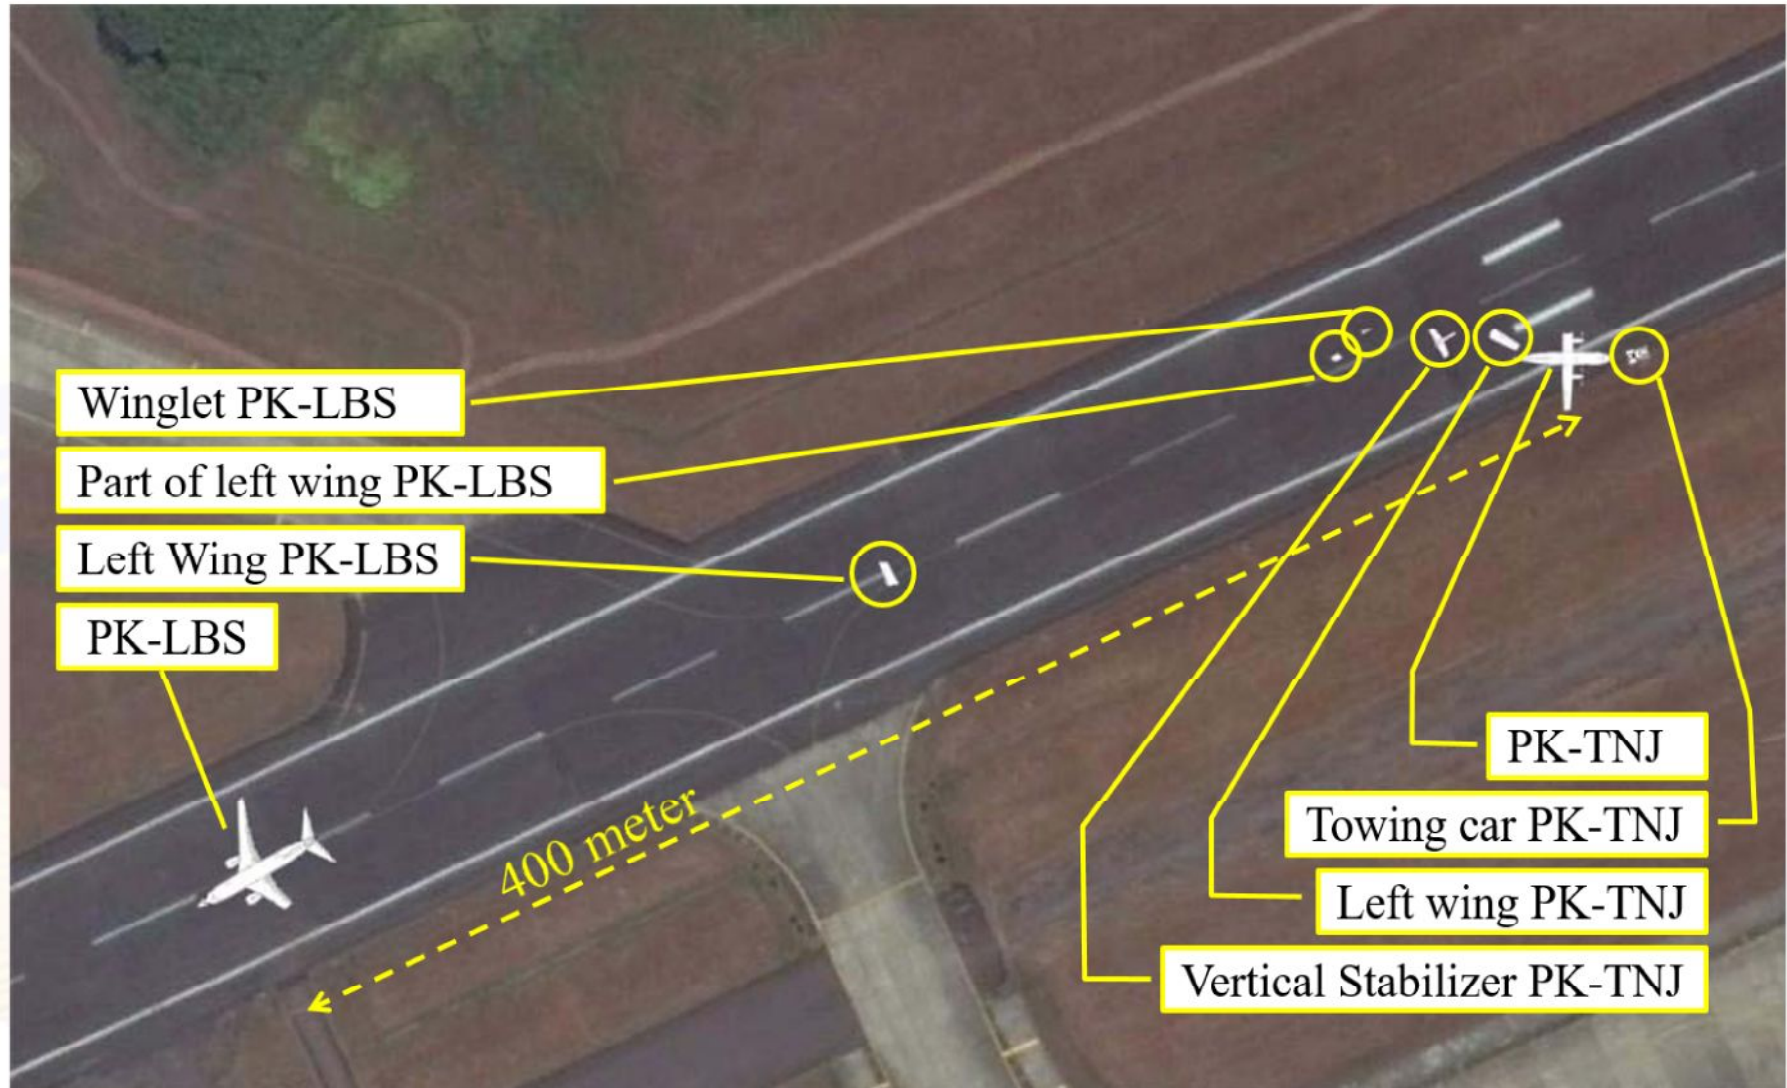 Winglet PK-LBS
Part of left wing PK-LBS
Left Wing PK-LBS
PK-LBS
400 meter
PK-TNJ
Towing car PK-TNJ
Left wing PK-TNJ
Vertical Stabilizer PK-TNJ